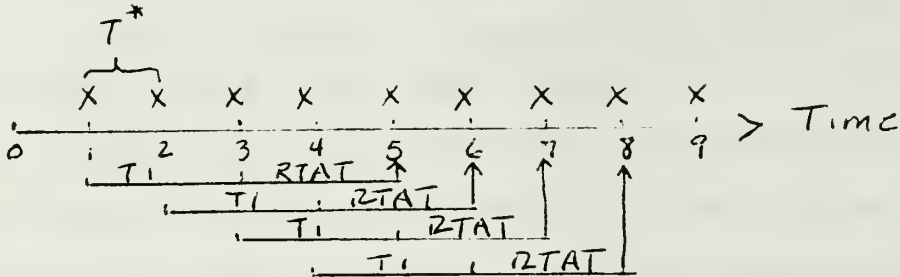 T*
X X X X X X X X X
0 1 2 3 4 5 6 7 8 9 > Time
T1 RTAT
T1 RTAT
T1 RTAT
T1 RTAT